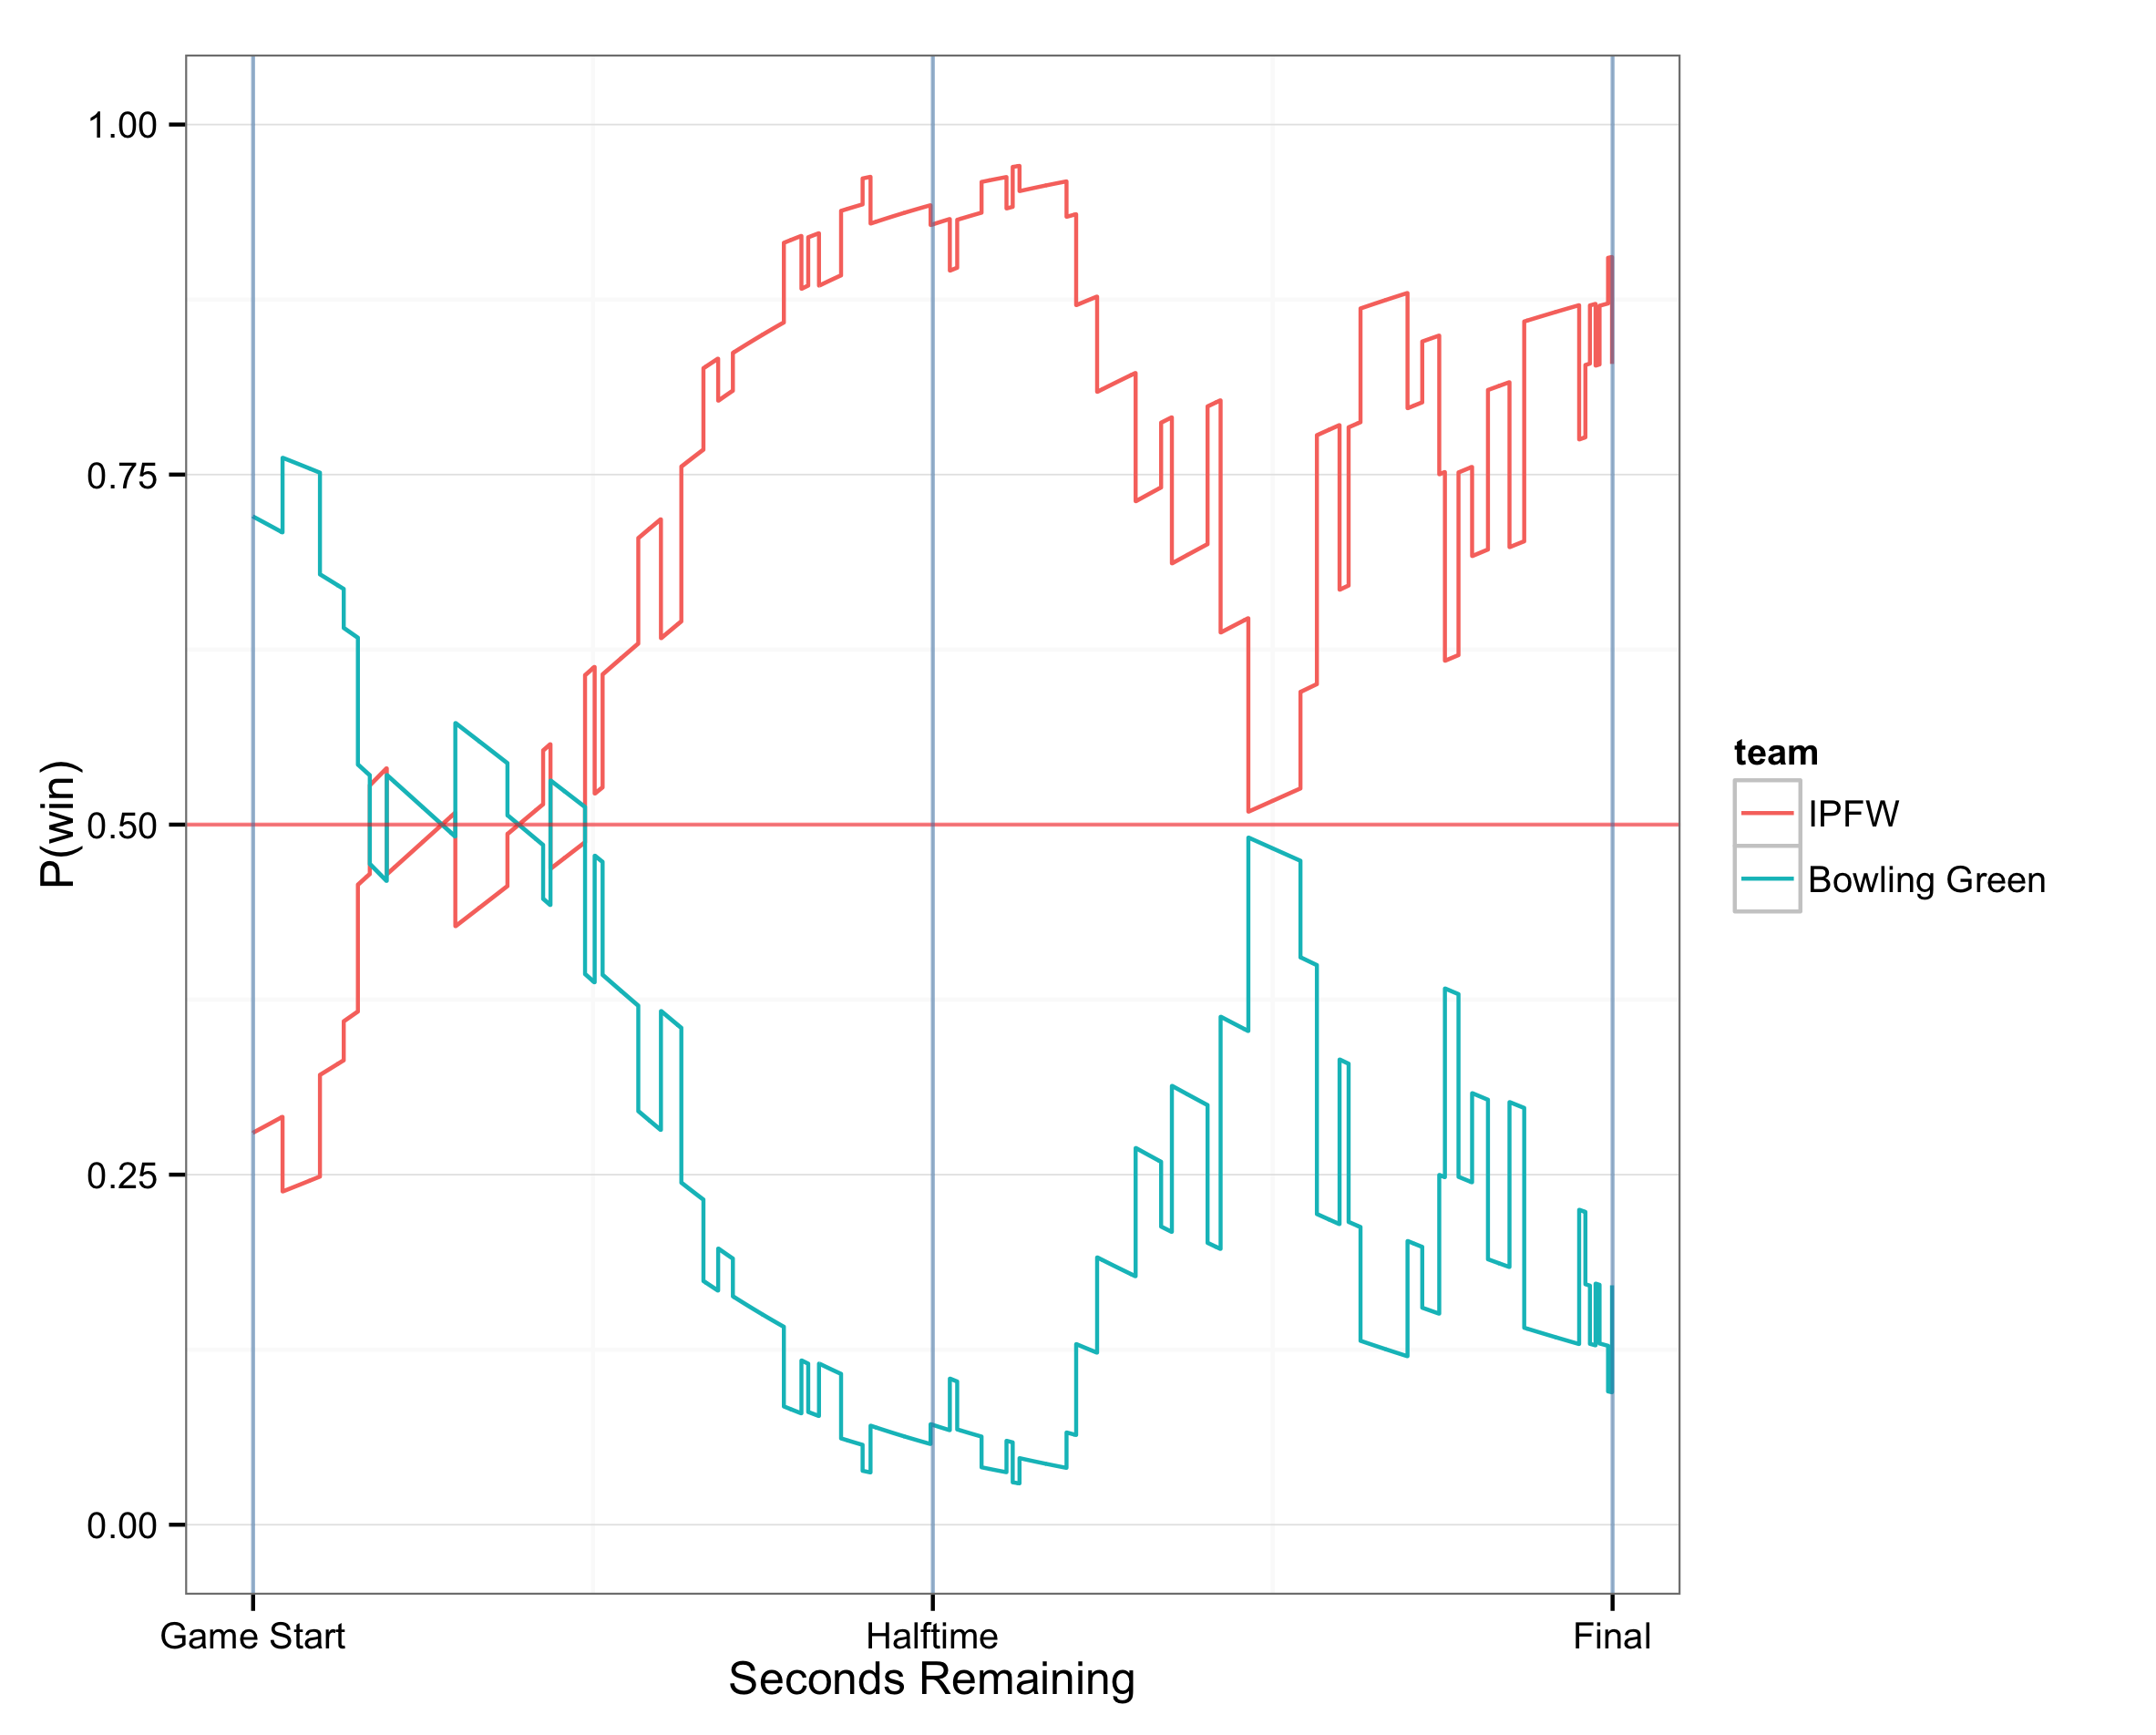 1.00
0.75
0.50
0.25
0.00
P(win)
Game Start
Halftime
Final
Seconds Remaining
team
IPFW
Bowling Green